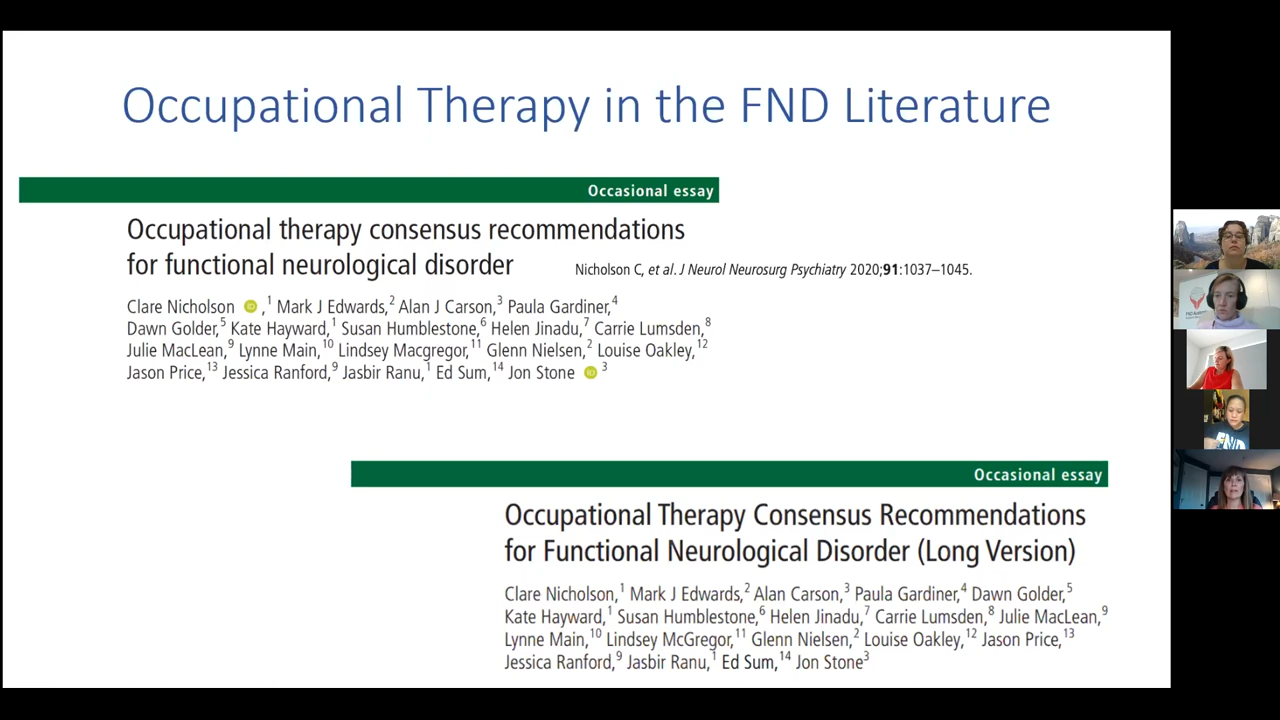 Occupational Therapy in the FND Literature
Occasional essay
Occupational therapy consensus recommendations
for functional neurological disorder
Nicholson C, et al. J Neurol Neurosurg Psychiatry 2020;91:1037–1045.
Clare Nicholson iD ,1 Mark J Edwards,2 Alan J Carson,3 Paula Gardiner,4
Dawn Golder,5 Kate Hayward,1 Susan Humblestone,6 Helen Jinadu,7 Carrie Lumsden,8
Julie MacLean,9 Lynne Main,10 Lindsey Macgregor,11 Glenn Nielsen,2 Louise Oakley,12
Jason Price,13 Jessica Ranford,9 Jasbir Ranu,1 Ed Sum,14 Jon Stone iD 3
Occasional essay
Occupational Therapy Consensus Recommendations
for Functional Neurological Disorder (Long Version)
Clare Nicholson,1 Mark J Edwards,2 Alan Carson,3 Paula Gardiner,4 Dawn Golder,5
Kate Hayward,1 Susan Humblestone,6 Helen Jinadu,7 Carrie Lumsden,8 Julie MacLean,9
Lynne Main,10 Lindsey McGregor,11 Glenn Nielsen,2 Louise Oakley,12 Jason Price,13
Jessica Ranford,9 Jasbir Ranu,1 Ed Sum,14 Jon Stone3